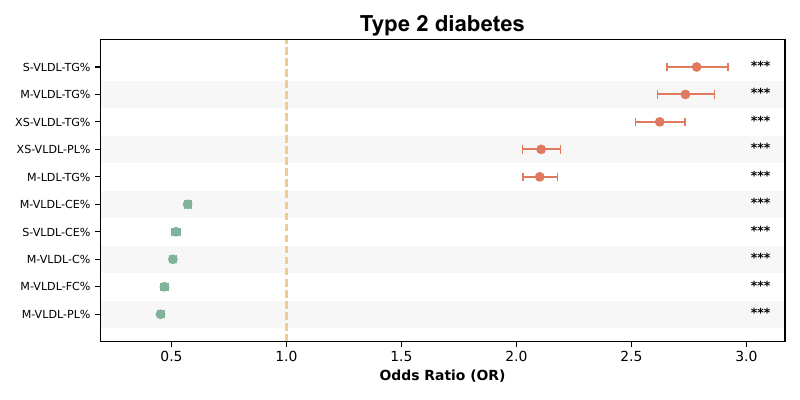 Type 2 diabetes
S-VLDL-TG% ***
M-VLDL-TG% ***
XS-VLDL-TG% ***
XS-VLDL-PL% ***
M-LDL-TG% ***
M-VLDL-CE% ***
S-VLDL-CE% ***
M-VLDL-C% ***
M-VLDL-FC% ***
M-VLDL-PL% ***
0.5 1.0 1.5 2.0 2.5 3.0
Odds Ratio (OR)